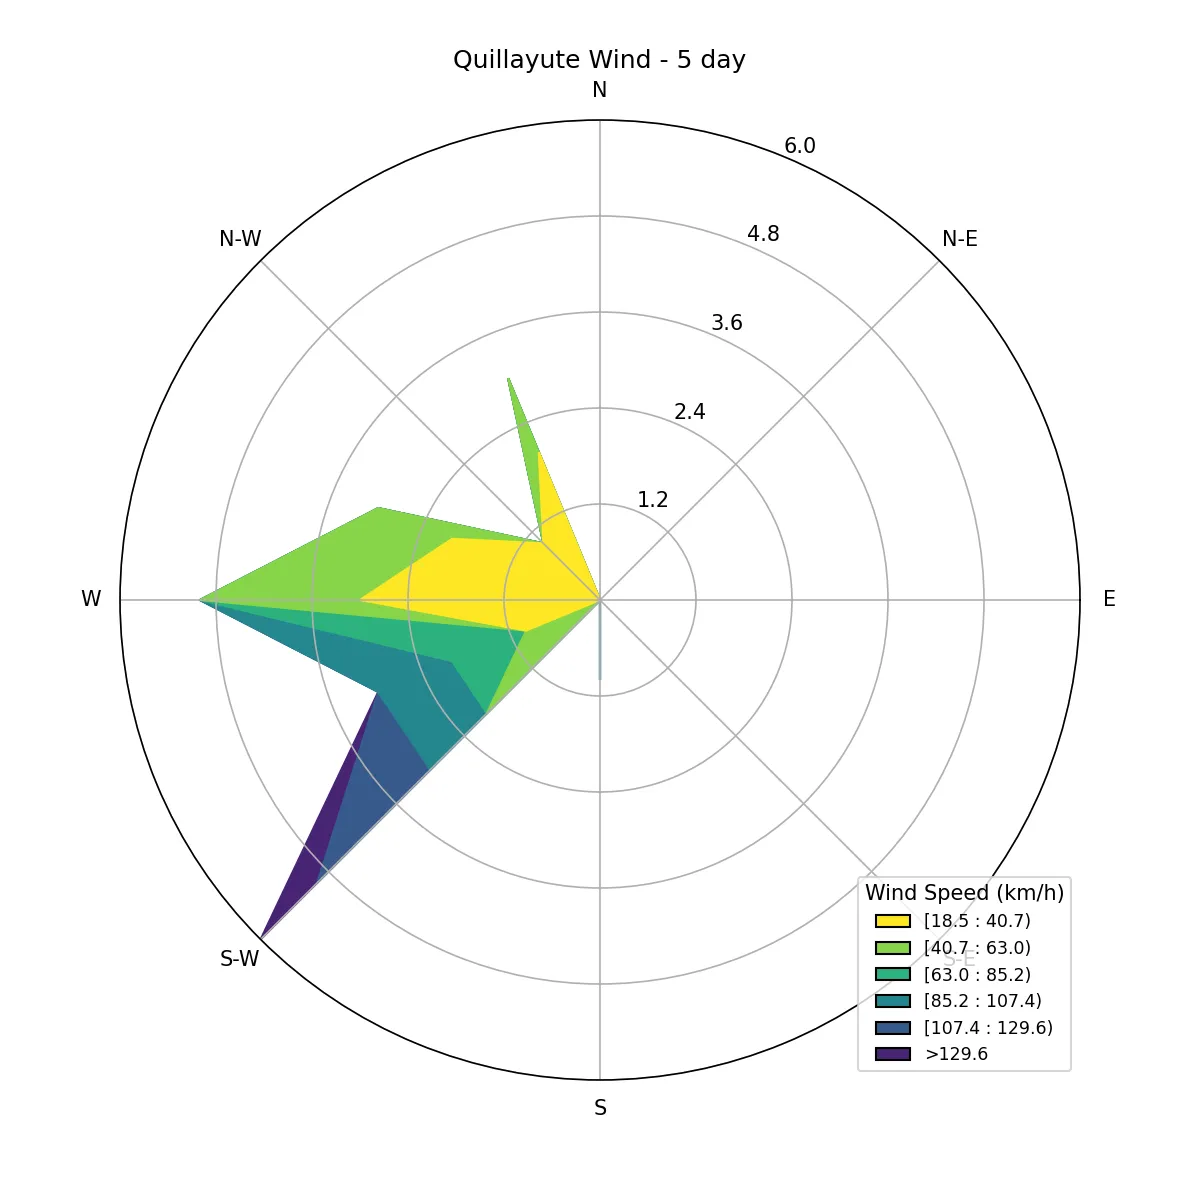 Quillayute Wind - 5 day
N
6.0
N-W
4.8
N-E
3.6
2.4
1.2
W
E
S-W
S-E
S
Wind Speed (km/h)
[18.5 : 40.7)
[40.7 : 63.0)
[63.0 : 85.2)
[85.2 : 107.4)
[107.4 : 129.6)
>129.6